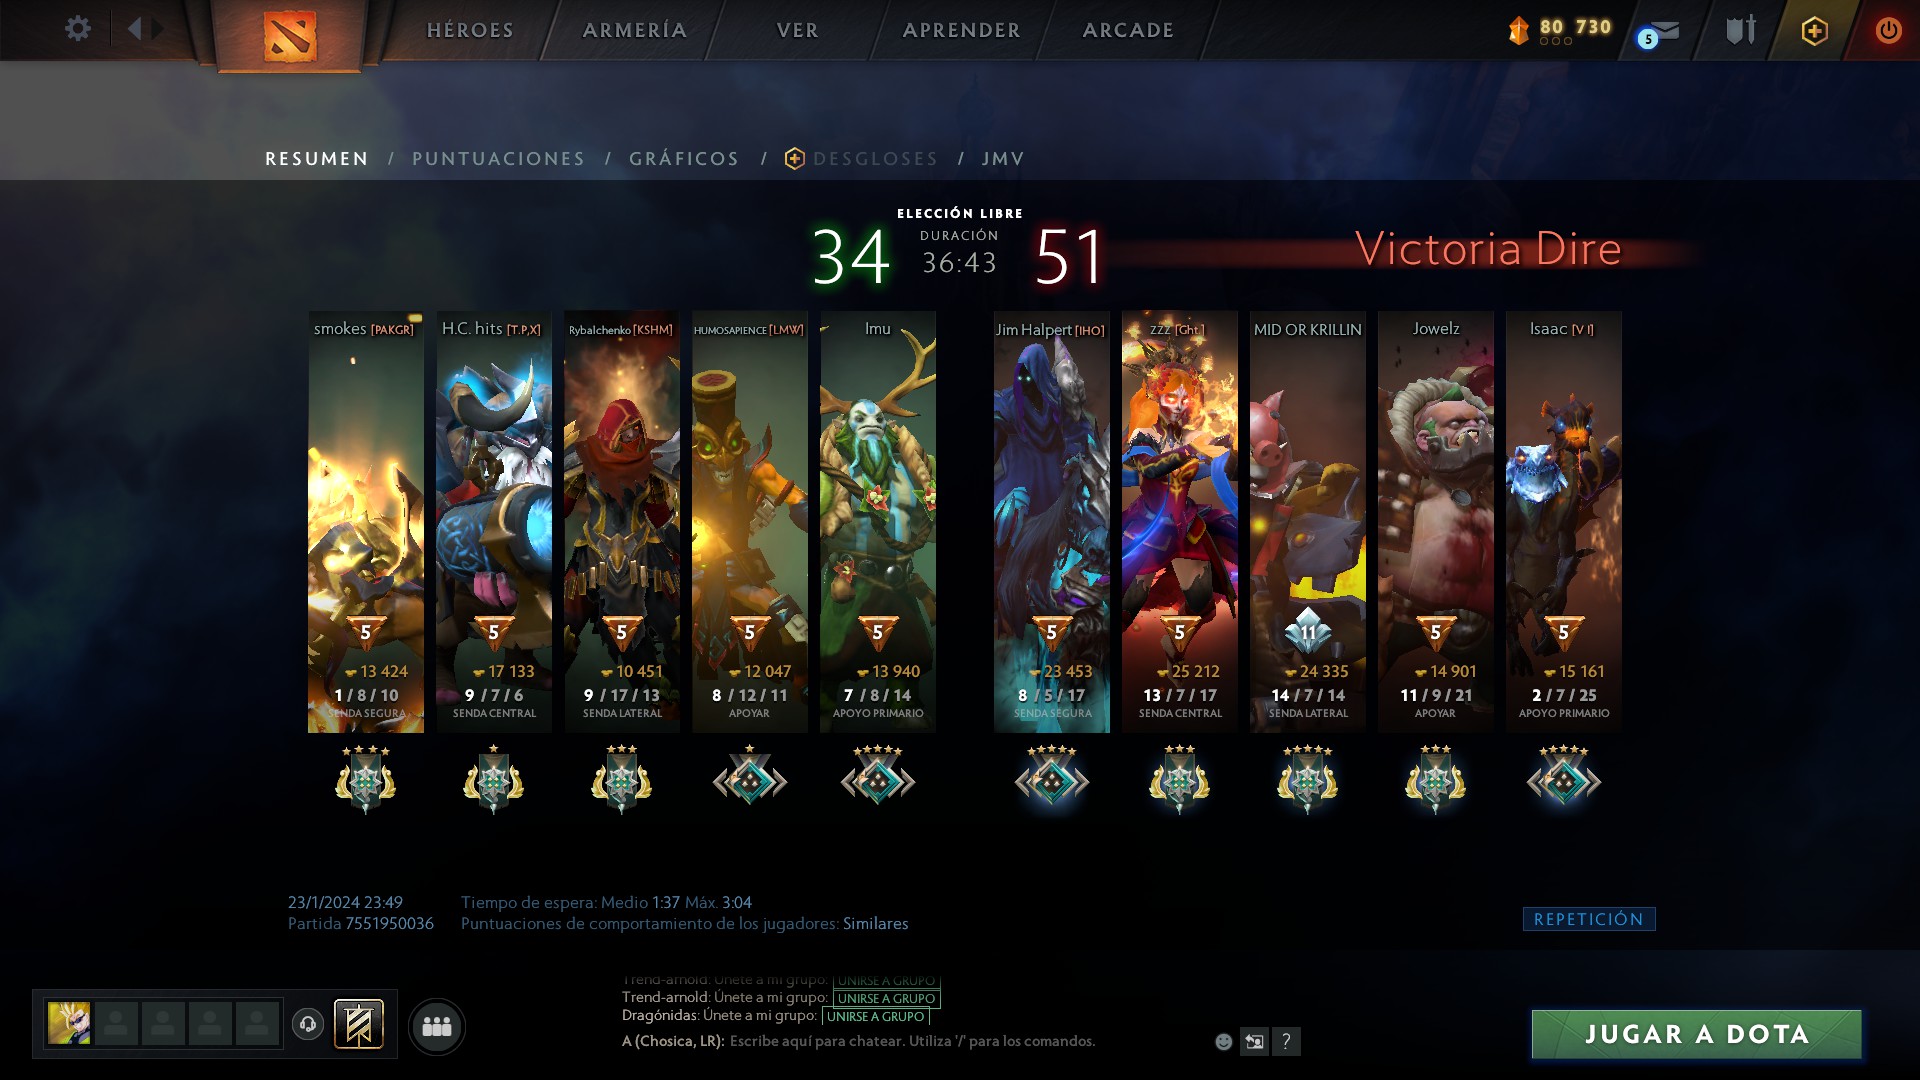 HÉROES
ARMERÍA
VER
APRENDER
ARCADE
80 730
5
RESUMEN / PUNTUACIONES / GRÁFICOS / DESGLOSES / JMV
ELECCIÓN LIBRE
34
DURACIÓN
36:43
51
Victoria Dire
smokes [PAKGR]
H.C. hits [T.P,X]
Rybalchenko [KSHM]
HUMOSAPIENCE [LMW]
Imu
Jim Halpert [IHO]
zzz [Ght.]
MID OR KRILLIN
Jowelz
Isaac [V I]
5
5
5
5
5
5
5
11
5
5
13 424
17 133
10 451
12 047
13 940
23 453
25 212
24 335
14 901
15 161
1 / 8 / 10
9 / 7 / 6
9 / 17 / 13
8 / 12 / 11
7 / 8 / 14
8 / 5 / 17
13 / 7 / 17
14 / 7 / 14
11 / 9 / 21
2 / 7 / 25
SENDA SEGURA
SENDA CENTRAL
SENDA LATERAL
APOYAR
APOYO PRIMARIO
SENDA SEGURA
SENDA CENTRAL
SENDA LATERAL
APOYAR
APOYO PRIMARIO
23/1/2024 23:49
Tiempo de espera: Medio 1:37 Máx. 3:04
Partida 7551950036
Puntuaciones de comportamiento de los jugadores: Similares
REPETICIÓN
Trend-arnold: Únete a mi grupo: UNIRSE A GRUPO
Trend-arnold: Únete a mi grupo: UNIRSE A GRUPO
Dragónidas: Únete a mi grupo: UNIRSE A GRUPO
A (Chosica, LR): Escribe aquí para chatear. Utiliza '/' para los comandos.
?
JUGAR A DOTA